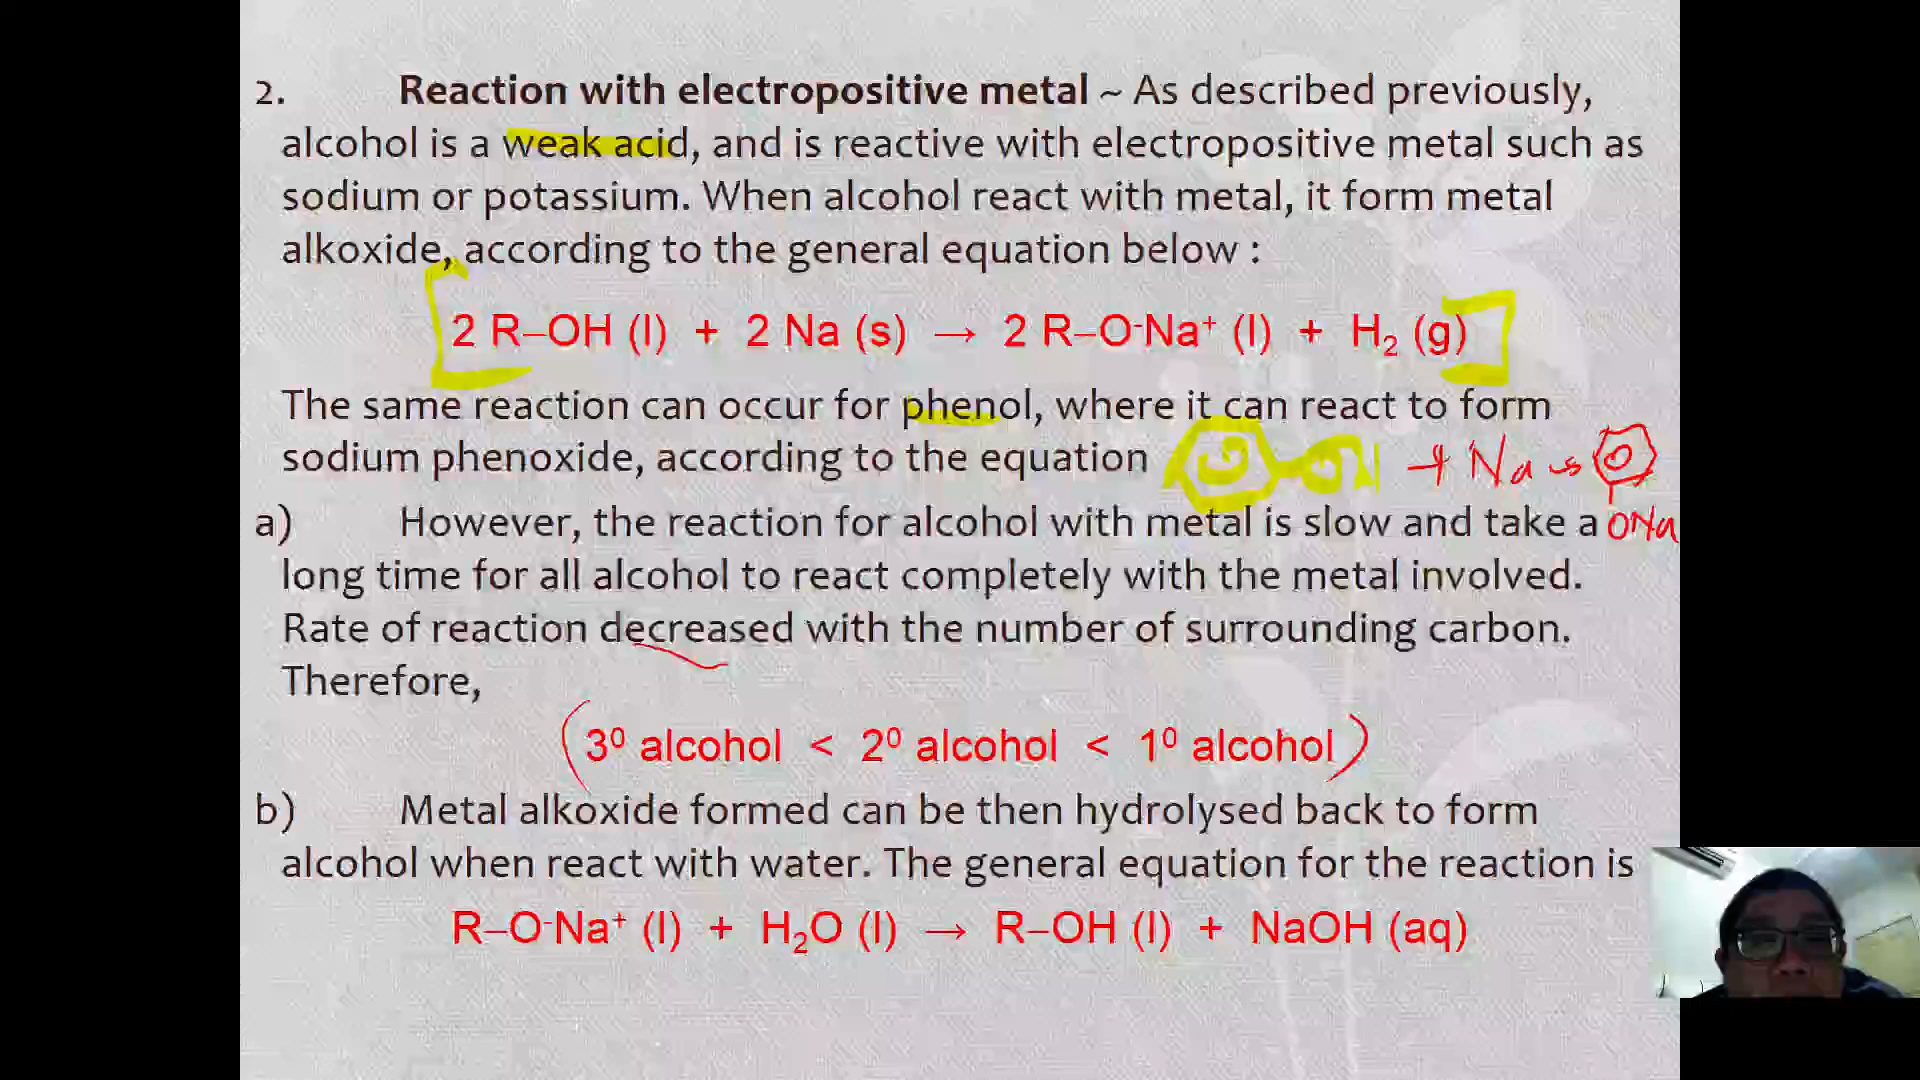 2. Reaction with electropositive metal ~ As described previously,
alcohol is a weak acid, and is reactive with electropositive metal such as
sodium or potassium. When alcohol react with metal, it form metal
alkoxide, according to the general equation below :
2 R–OH (l) + 2 Na (s) → 2 R–O⁻Na⁺ (l) + H₂ (g)
The same reaction can occur for phenol, where it can react to form
sodium phenoxide, according to the equation OH + Na →
ONa
a) However, the reaction for alcohol with metal is slow and take a
long time for all alcohol to react completely with the metal involved.
Rate of reaction decreased with the number of surrounding carbon.
Therefore,
3⁰ alcohol < 2⁰ alcohol < 1⁰ alcohol
b) Metal alkoxide formed can be then hydrolysed back to form
alcohol when react with water. The general equation for the reaction is
R–O⁻Na⁺ (l) + H₂O (l) → R–OH (l) + NaOH (aq)